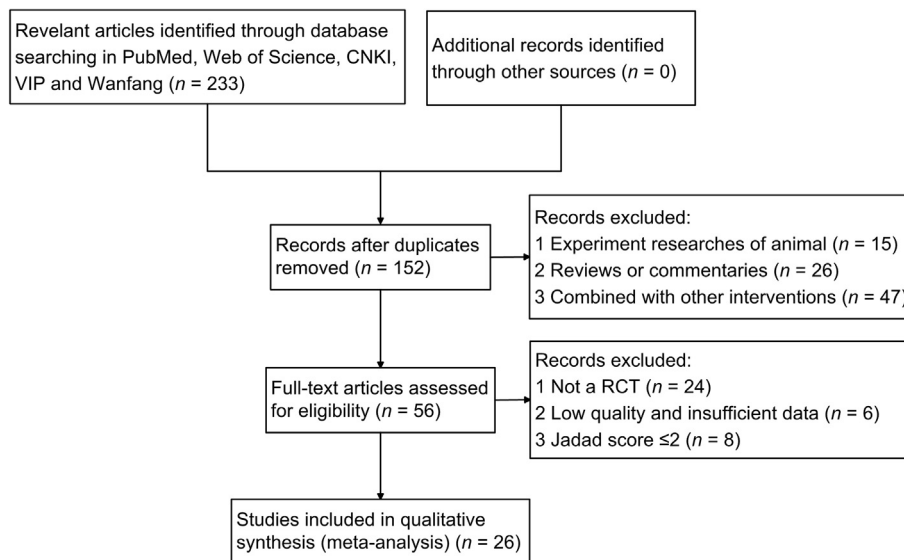 Revelant articles identified through database
searching in PubMed, Web of Science, CNKI,
VIP and Wanfang (n = 233)
Additional records identified
through other sources (n = 0)
Records after duplicates
removed (n = 152)
Records excluded:
1 Experiment researches of animal (n = 15)
2 Reviews or commentaries (n = 26)
3 Combined with other interventions (n = 47)
Full-text articles assessed
for eligibility (n = 56)
Records excluded:
1 Not a RCT (n = 24)
2 Low quality and insufficient data (n = 6)
3 Jadad score ≤2 (n = 8)
Studies included in qualitative
synthesis (meta-analysis) (n = 26)